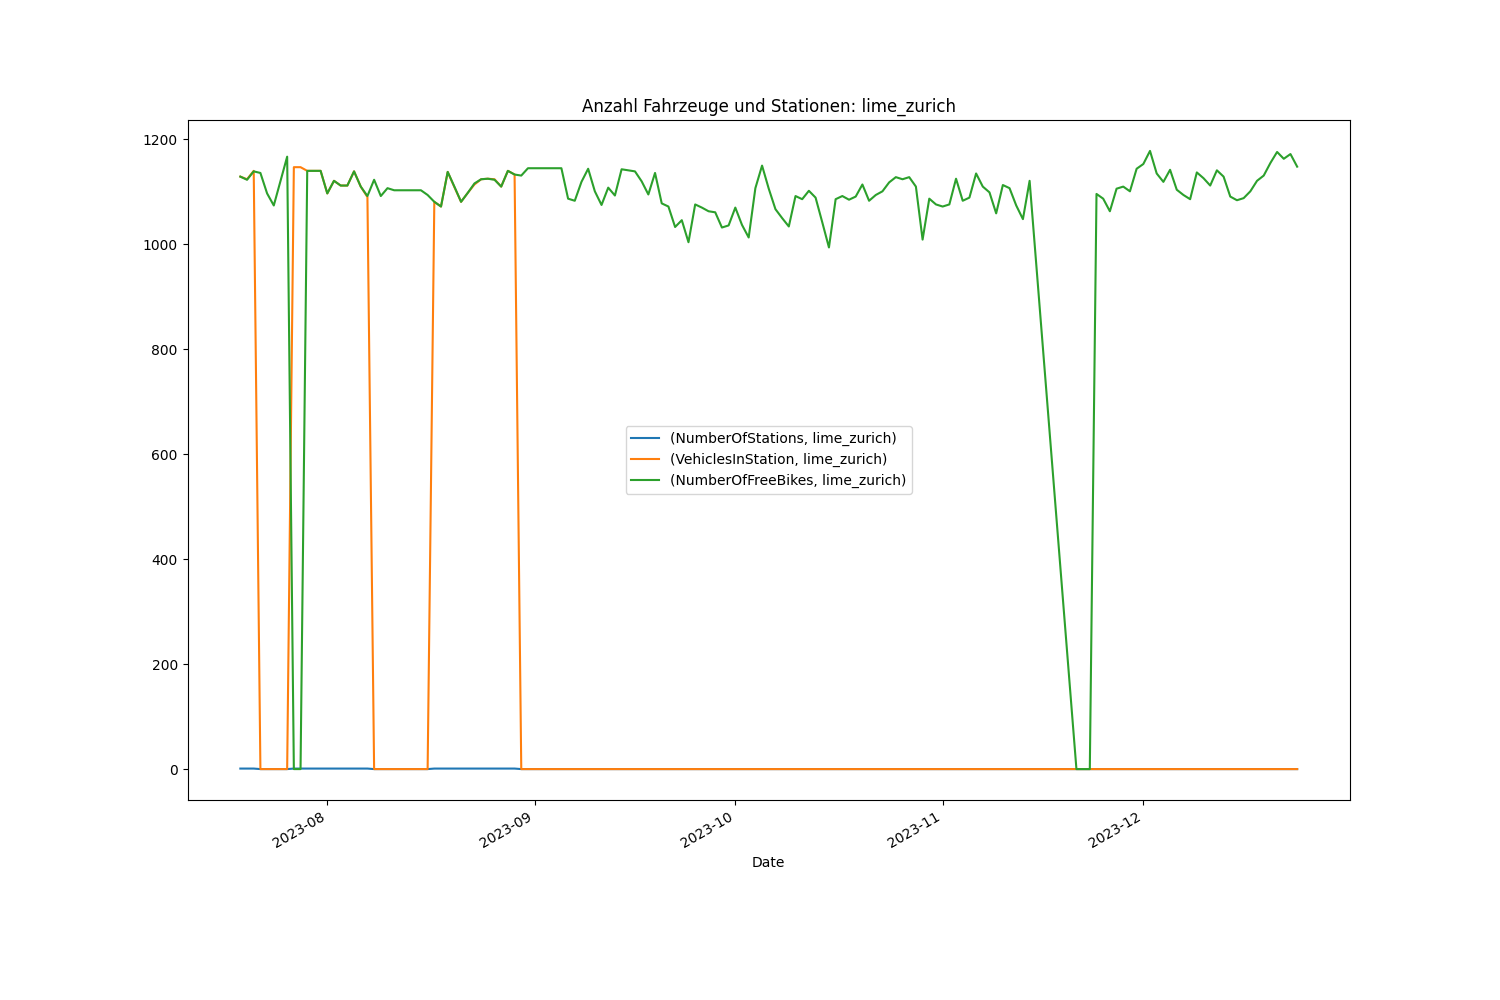 Anzahl Fahrzeuge und Stationen: lime_zurich
1200
1000
800
600
400
200
0
(NumberOfStations, lime_zurich)
(VehiclesInStation, lime_zurich)
(NumberOfFreeBikes, lime_zurich)
2023-08
2023-09
2023-10
2023-11
2023-12
Date